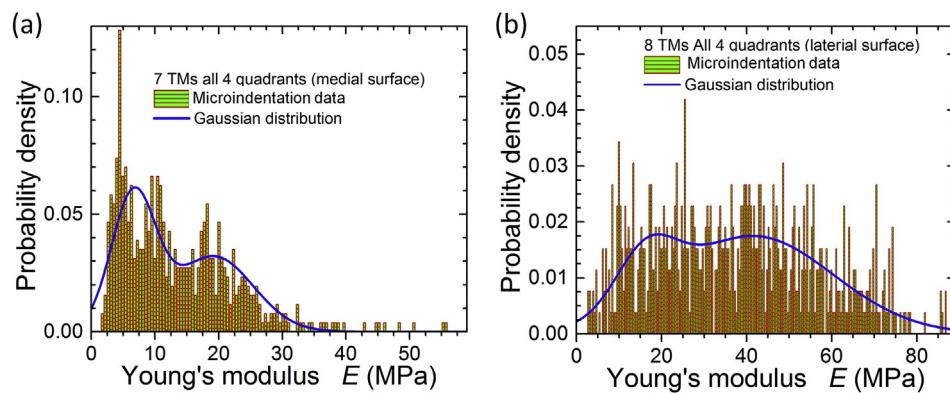 (a)
7 TMs all 4 quadrants (medial surface)
Microindentation data
Gaussian distribution
Probability density
0.10
0.05
0.00
0 10 20 30 40 50
Young's modulus E (MPa)
(b)
8 TMs All 4 quadrants (laterial surface)
Microindentation data
Gaussian distribution
Probability density
0.05
0.04
0.03
0.02
0.01
0.00
0 20 40 60 80
Young's modulus E (MPa)